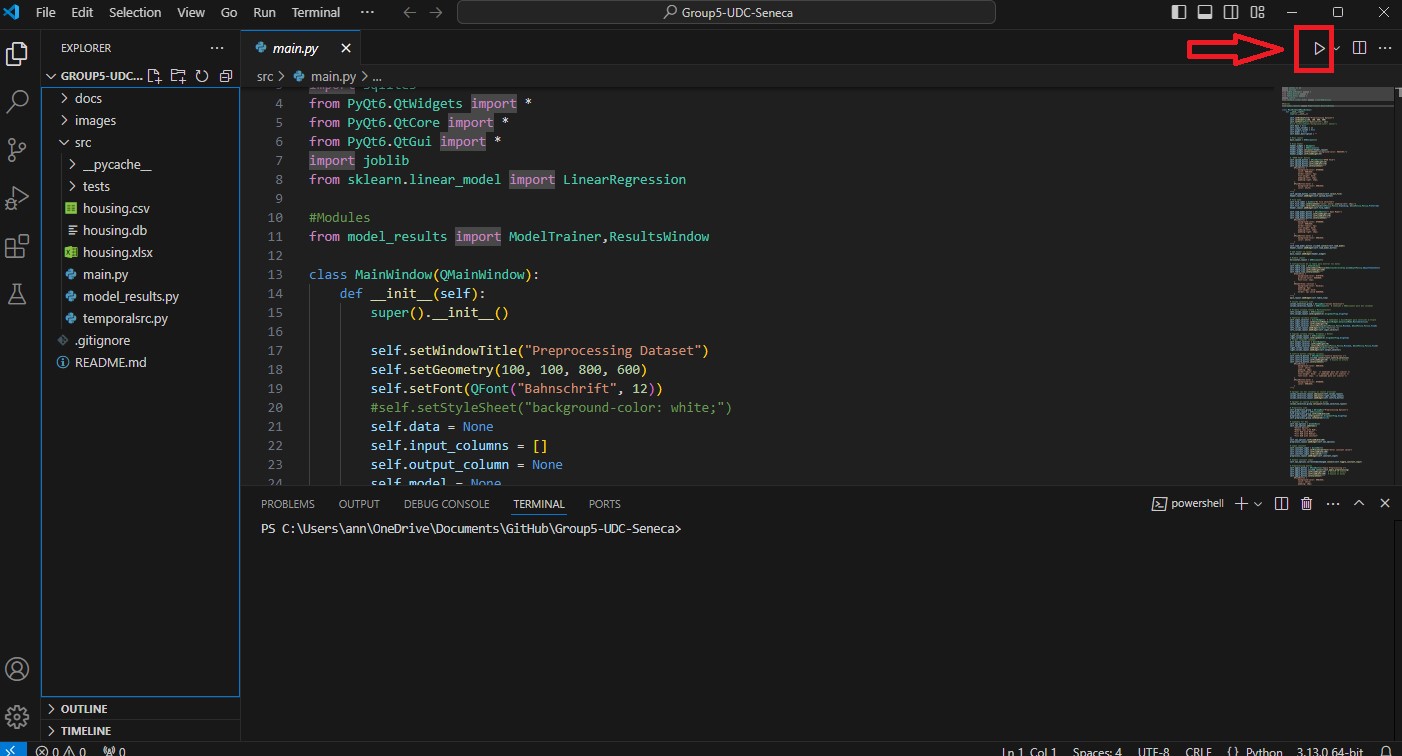 File Edit Selection View Go Run Terminal ··· Group5-UDC-Seneca
EXPLORER ···
GROUP5-UDC-...
docs
images
src
__pycache__
tests
housing.csv
housing.db
housing.xlsx
main.py
model_results.py
temporalsrc.py
.gitignore
README.md
OUTLINE
TIMELINE
main.py
src > main.py > ...
3 import sqlite3
4 from PyQt6.QtWidgets import *
5 from PyQt6.QtCore import *
6 from PyQt6.QtGui import *
7 import joblib
8 from sklearn.linear_model import LinearRegression
9
10 #Modules
11 from model_results import ModelTrainer,ResultsWindow
12
13 class MainWindow(QMainWindow):
14 def __init__(self):
15 super().__init__()
16
17 self.setWindowTitle("Preprocessing Dataset")
18 self.setGeometry(100, 100, 800, 600)
19 self.setFont(QFont("Bahnschrift", 12))
20 #self.setStyleSheet("background-color: white;")
21 self.data = None
22 self.input_columns = []
23 self.output_column = None
24 self.model = None
PROBLEMS OUTPUT DEBUG CONSOLE TERMINAL PORTS powershell
PS C:\Users\ann\OneDrive\Documents\GitHub\Group5-UDC-Seneca>
0 0 0 Ln 1, Col 1 Spaces: 4 UTF-8 CRLF {} Python 3.13.0 64-bit